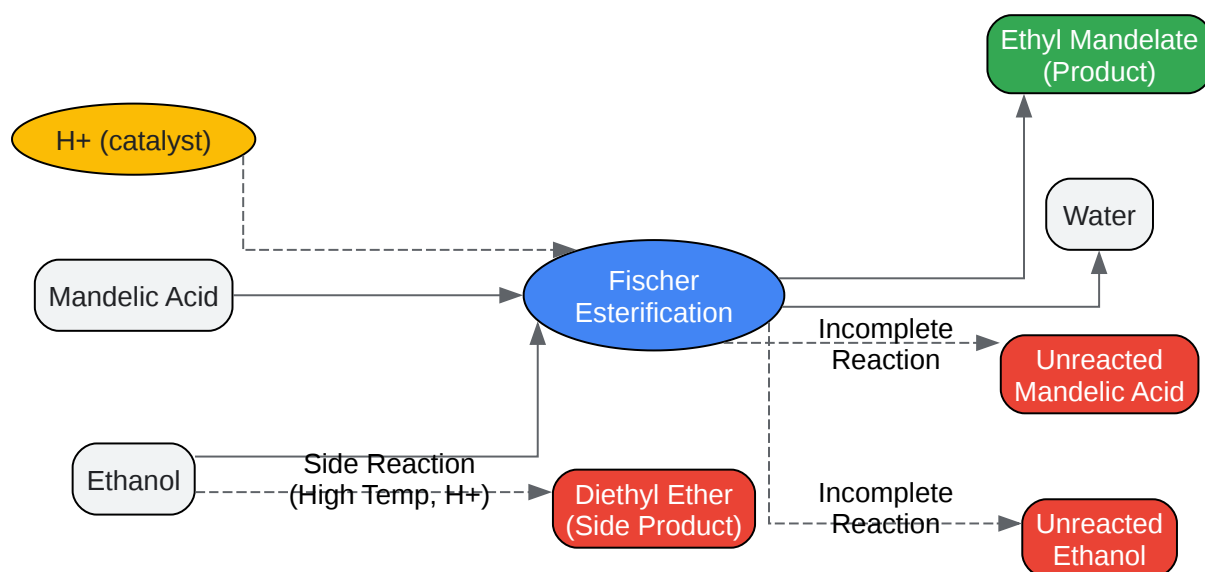 Ethyl Mandelate
(Product)
H+ (catalyst)
Water
Mandelic Acid
Fischer
Esterification
Incomplete
Reaction
Unreacted
Mandelic Acid
Ethanol
Side Reaction
(High Temp, H+)
Diethyl Ether
(Side Product)
Incomplete
Reaction
Unreacted
Ethanol